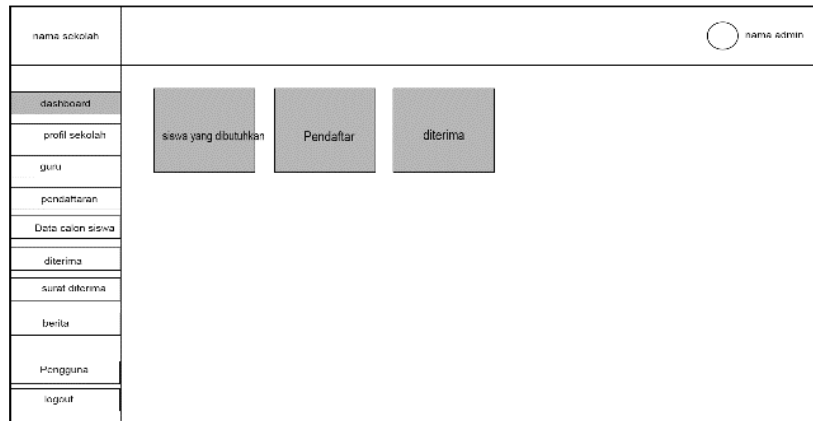 nama sekolah
nama admin
dashboard
profil sekolah
guru
pendaftaran
Data calon siswa
diterima
surat diterima
berita
Pengguna
logout
siswa yang dibutuhkan
Pendaftar
diterima